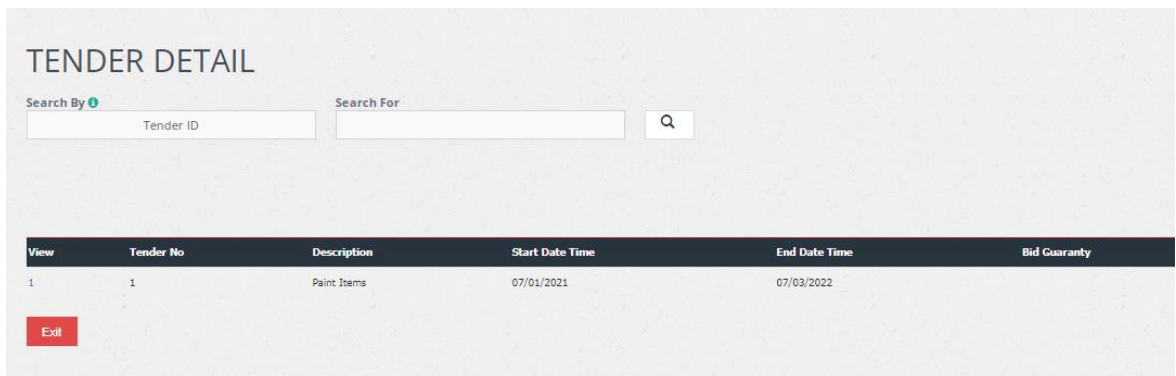 TENDER DETAIL
Search By Search For
Tender ID
View Tender No Description Start Date Time End Date Time Bid Guaranty
1 1 Paint Items 07/01/2021 07/03/2022
Exit